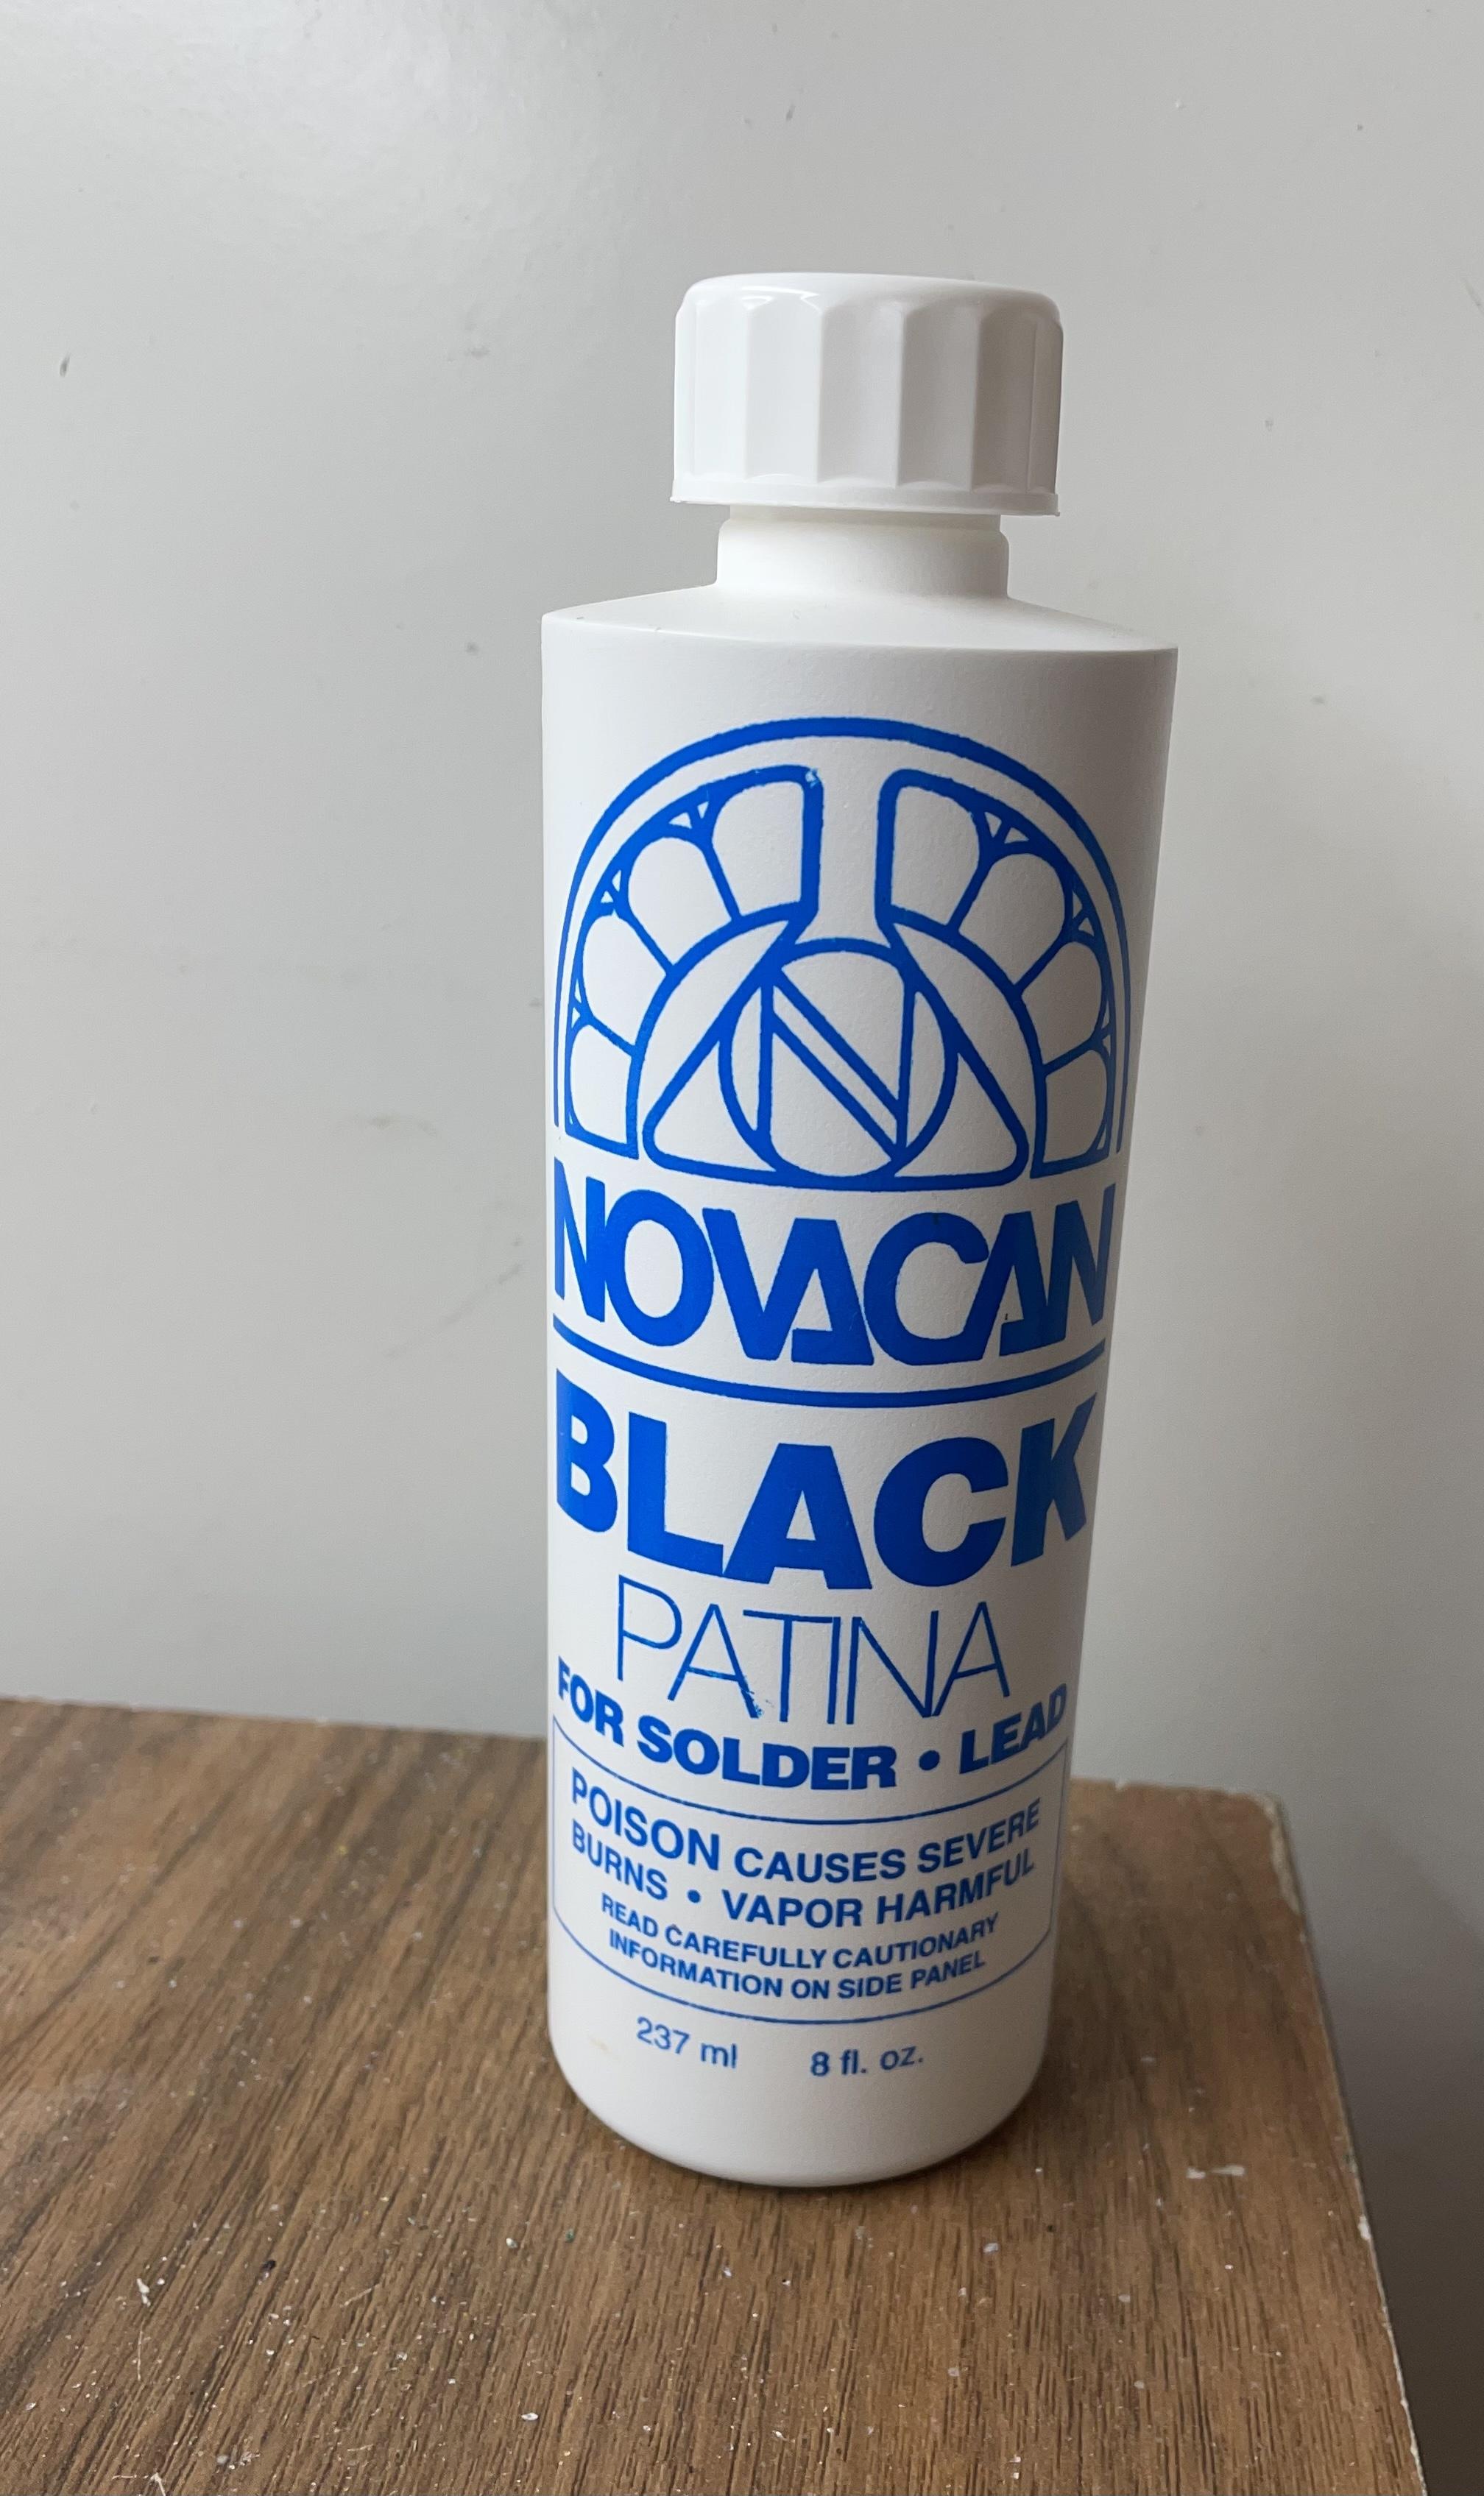 N
NOVACAN
BLACK
PATINA
FOR SOLDER • LEAD
POISON CAUSES SEVERE
BURNS • VAPOR HARMFUL
READ CAREFULLY CAUTIONARY
INFORMATION ON SIDE PANEL
237 ml 8 fl. oz.